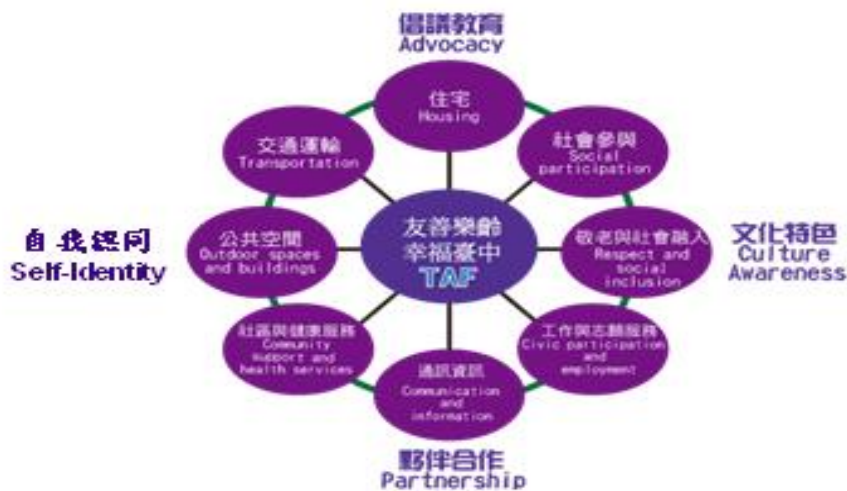 倡議教育
Advocacy
住宅
Housing
交通運輸
Transportation
社會參與
Social
participation
自我認同
Self-Identity
公共空間
Outdoor spaces
and buildings
友善樂齡
幸福臺中
TAF
敬老與社會融入
Respect and
social
inclusion
文化特色
Culture
Awareness
社區與健康服務
Community
support and
health services
通訊資訊
Communication
and
information
工作與志願服務
Civic participation
and
employment
夥伴合作
Partnership